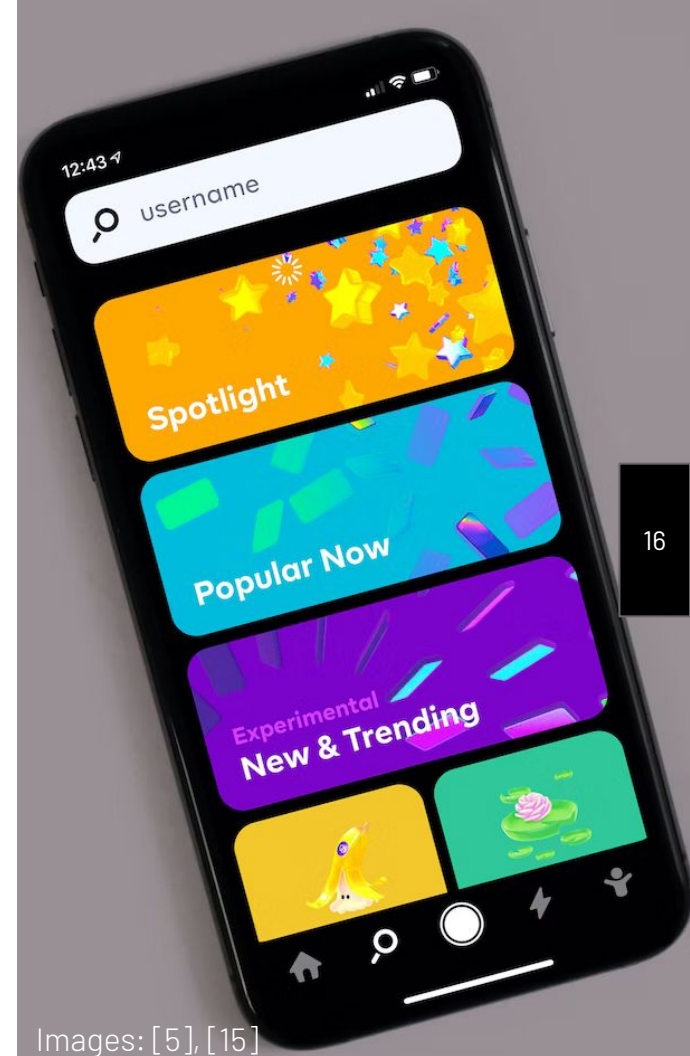 12:43
username
Spotlight
Popular Now
16
Experimental
New & Trending
Images: [5], [15]